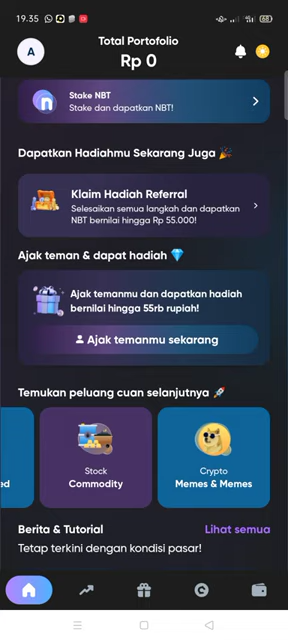 19.35
68
A
Total Portofolio
Rp 0
Stake NBT
Stake dan dapatkan NBT!
Dapatkan Hadiahmu Sekarang Juga 🎉
Klaim Hadiah Referral
Selesaikan semua langkah dan dapatkan
NBT bernilai hingga Rp 55.000!
Ajak teman & dapat hadiah 💎
Ajak temanmu dan dapatkan hadiah
bernilai hingga 55rb rupiah!
Ajak temanmu sekarang
Temukan peluang cuan selanjutnya 🚀
ed
Stock
Commodity
Crypto
Memes & Memes
Berita & Tutorial
Lihat semua
Tetap terkini dengan kondisi pasar!